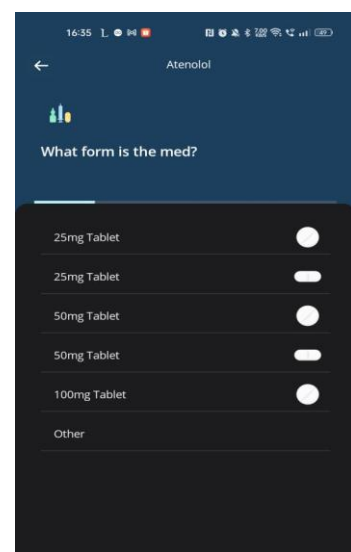 16:35
Atenolol
What form is the med?
25mg Tablet
25mg Tablet
50mg Tablet
50mg Tablet
100mg Tablet
Other